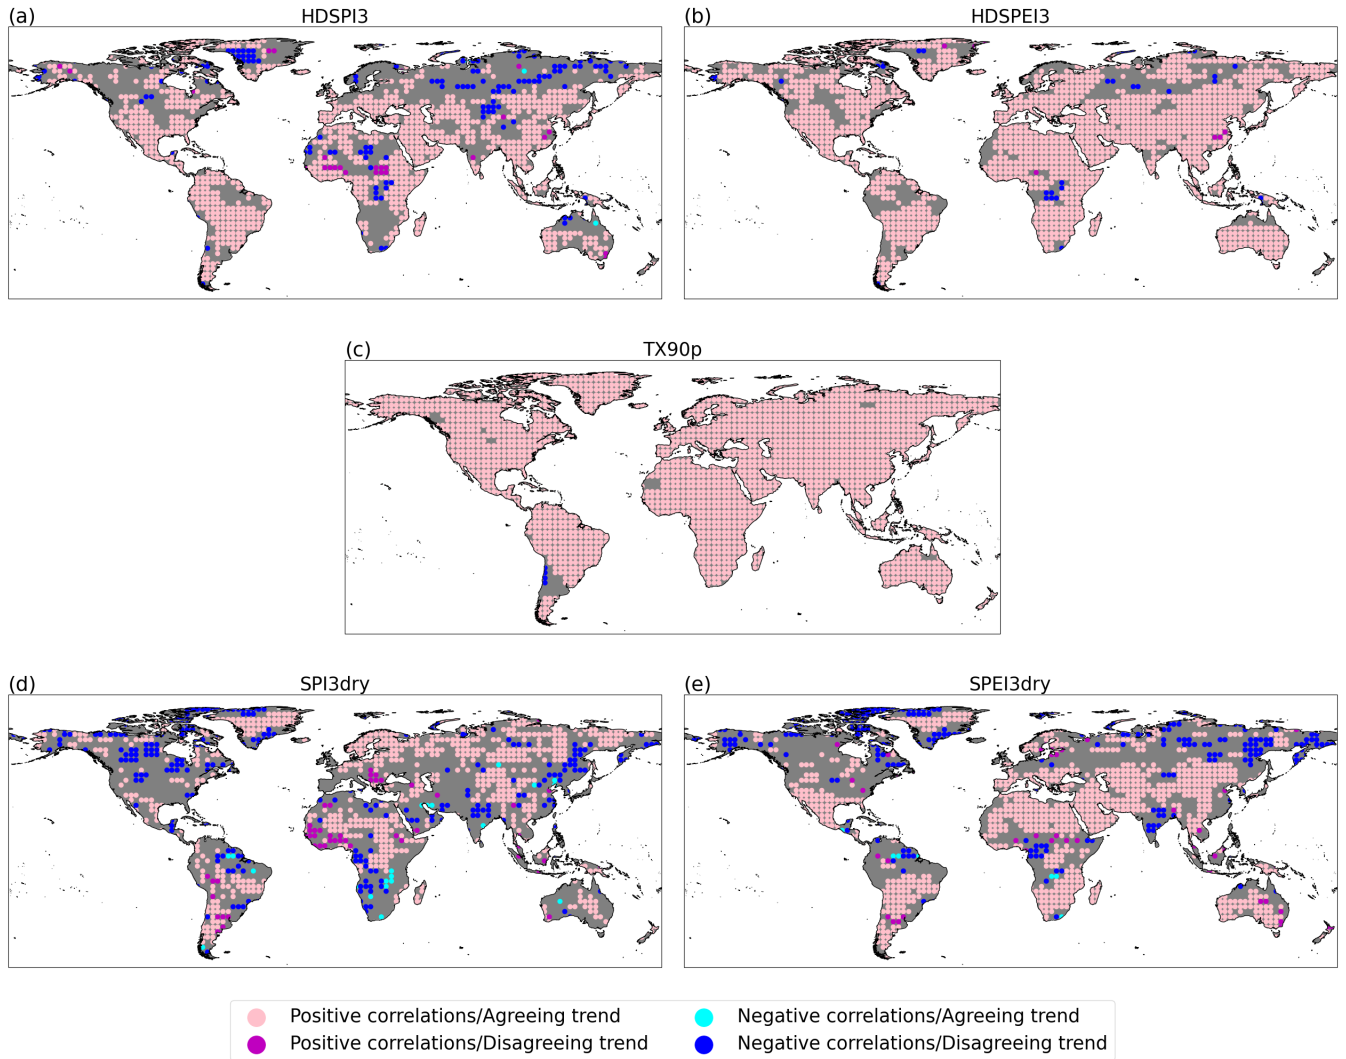 (a) HDSPI3
(b) HDSPEI3
(c) TX90p
(d) SPI3dry
(e) SPEI3dry
Positive correlations/Agreeing trend
Positive correlations/Disagreeing trend
Negative correlations/Agreeing trend
Negative correlations/Disagreeing trend